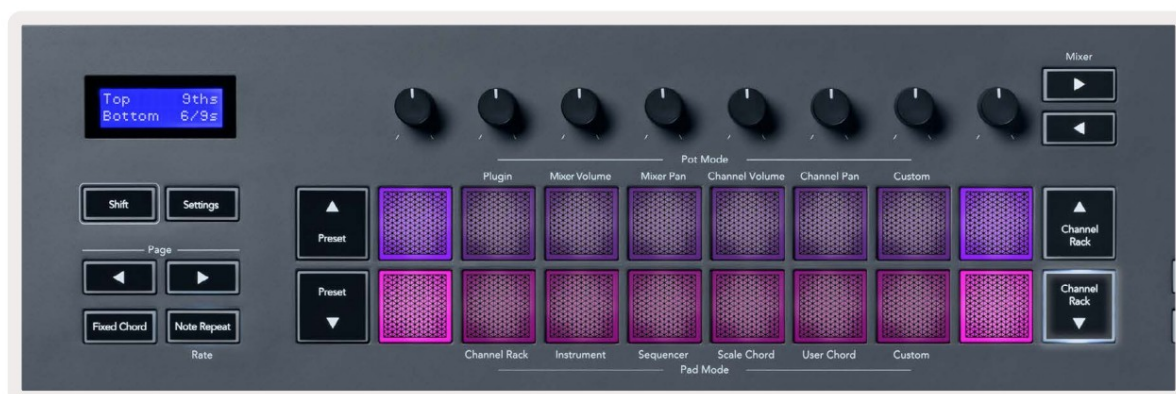 Mixer
Top 9ths
Bottom 6/9s
Pot Mode
Plugin
Mixer Volume
Mixer Pan
Channel Volume
Channel Pan
Custom
Shift
Settings
Preset
Channel
Rack
Page
Preset
Channel
Rack
Fixed Chord
Note Repeat
Rate
Channel Rack
Instrument
Sequencer
Scale Chord
User Chord
Custom
Pad Mode